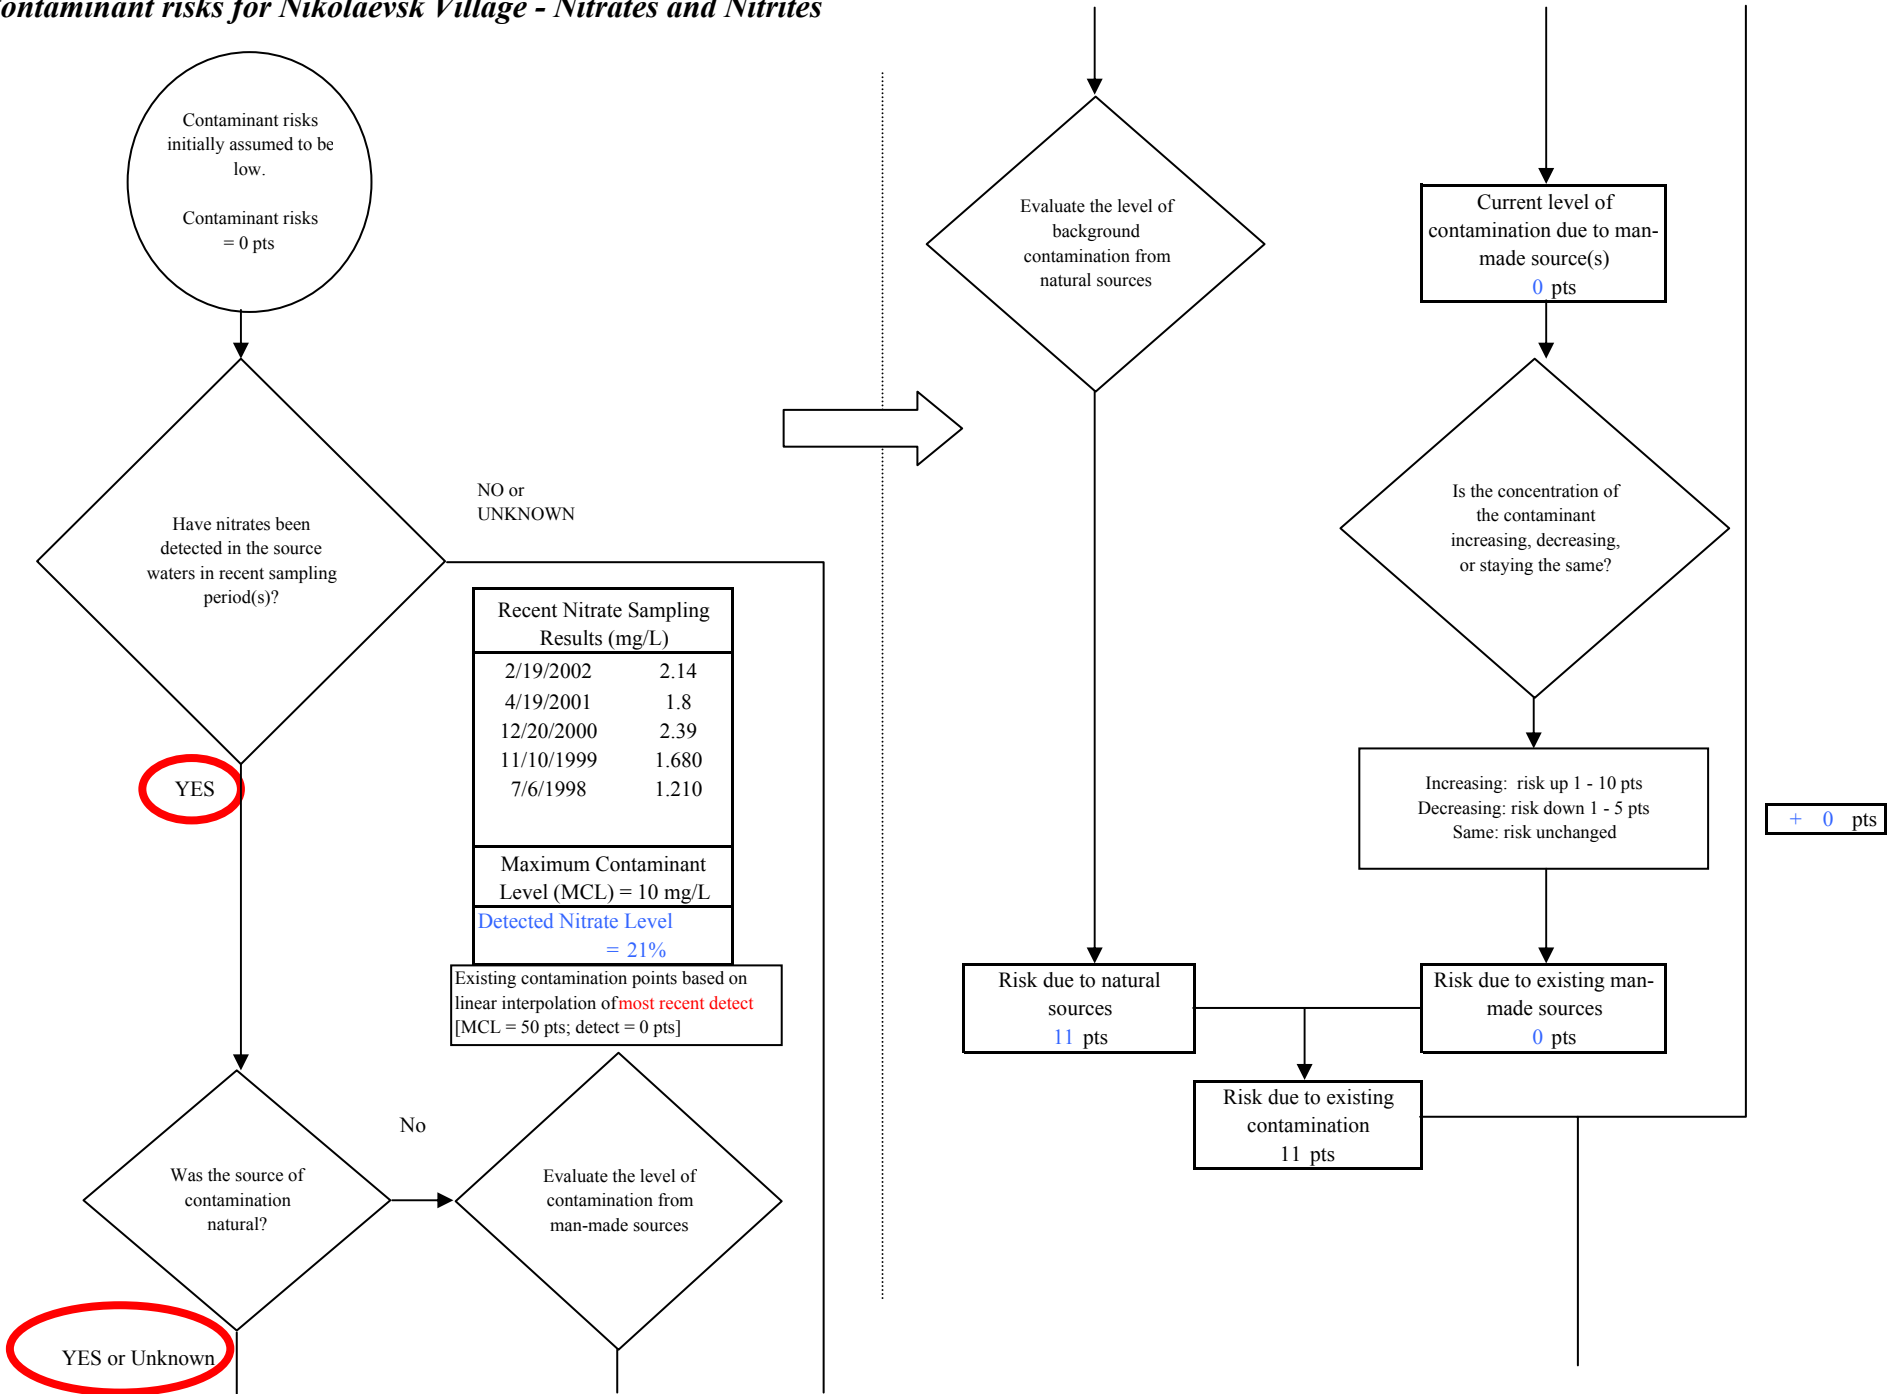 ontaminant risks for Nikolaevsk Village - Nitrates and Nitrites
Contaminant risks
initially assumed to be
low.
Contaminant risks
= 0 pts
Have nitrates been
detected in the source
waters in recent sampling
period(s)?
NO or
UNKNOWN
YES
Recent Nitrate Sampling
Results (mg/L)
2/19/2002 2.14
4/19/2001 1.8
12/20/2000 2.39
11/10/1999 1.680
7/6/1998 1.210
Maximum Contaminant
Level (MCL) = 10 mg/L
Detected Nitrate Level
= 21%
Existing contamination points based on
linear interpolation of most recent detect
[MCL = 50 pts; detect = 0 pts]
Was the source of
contamination
natural?
No
Evaluate the level of
contamination from
man-made sources
YES or Unknown
Evaluate the level of
background
contamination from
natural sources
Current level of
contamination due to man-
made source(s)
0 pts
Is the concentration of
the contaminant
increasing, decreasing,
or staying the same?
Increasing: risk up 1 - 10 pts
Decreasing: risk down 1 - 5 pts
Same: risk unchanged
+ 0 pts
Risk due to natural
sources
11 pts
Risk due to existing man-
made sources
0 pts
Risk due to existing
contamination
11 pts